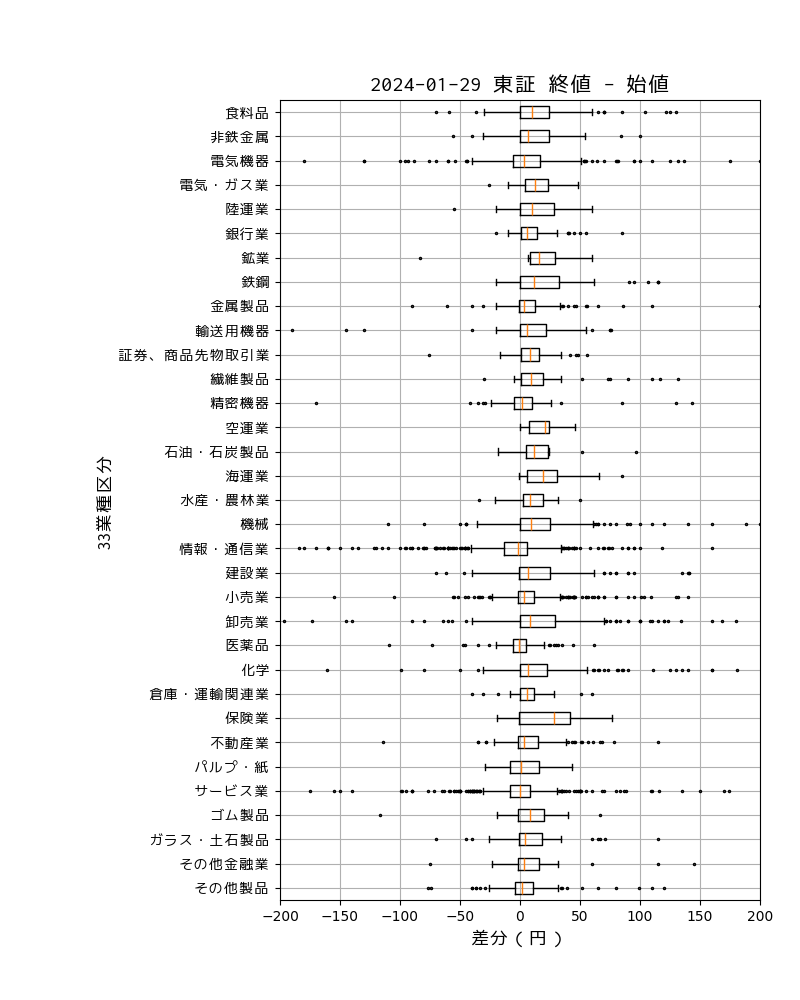 2024-01-29 東証 終値 - 始値
食料品
非鉄金属
電気機器
電気・ガス業
陸運業
銀行業
鉱業
鉄鋼
金属製品
輸送用機器
証券、商品先物取引業
繊維製品
精密機器
空運業
石油・石炭製品
海運業
水産・農林業
機械
情報・通信業
建設業
小売業
卸売業
医薬品
化学
倉庫・運輸関連業
保険業
不動産業
パルプ・紙
サービス業
ゴム製品
ガラス・土石製品
その他金融業
その他製品
33業種区分
−200 −150 −100 −50 0 50 100 150 200
差分（円）